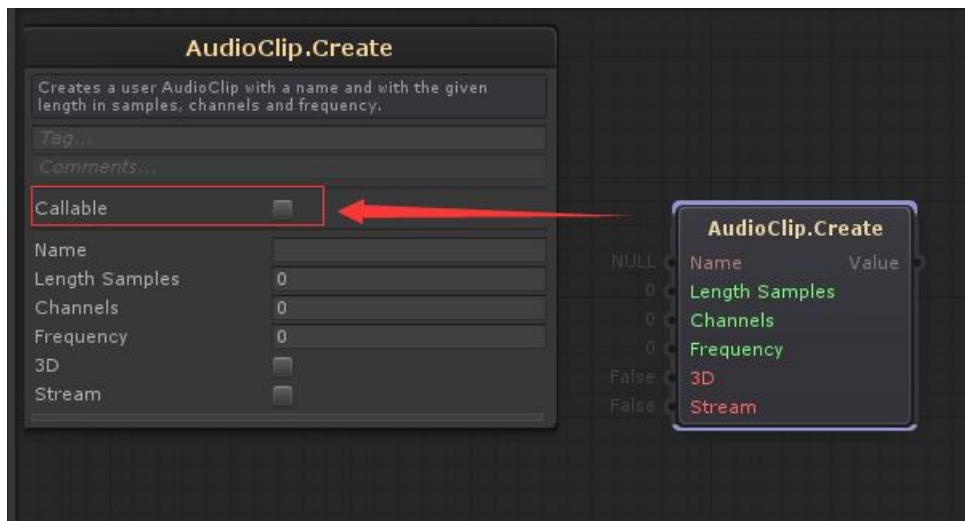 AudioClip.Create
Creates a user AudioClip with a name and with the given
length in samples, channels and frequency.
Tag...
Comments...
Callable
Name
Length Samples 0
Channels 0
Frequency 0
3D
Stream
AudioClip.Create
NULL Name Value
0 Length Samples
0 Channels
0 Frequency
False 3D
False Stream